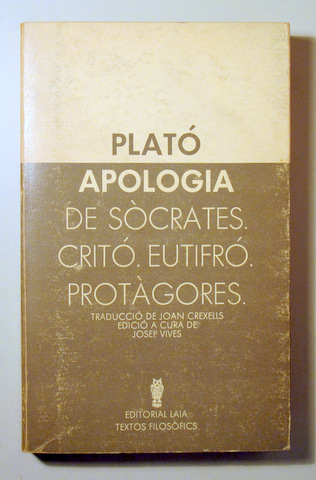 PLATÓ
APOLOGIA
DE SÒCRATES.
CRITÓ. EUTIFRÓ.
PROTÀGORES.
TRADUCCIÓ DE JOAN CREXELLS
EDICIÓ A CURA DE
JOSEP VIVES
EDITORIAL LAIA
TEXTOS FILOSÒFICS